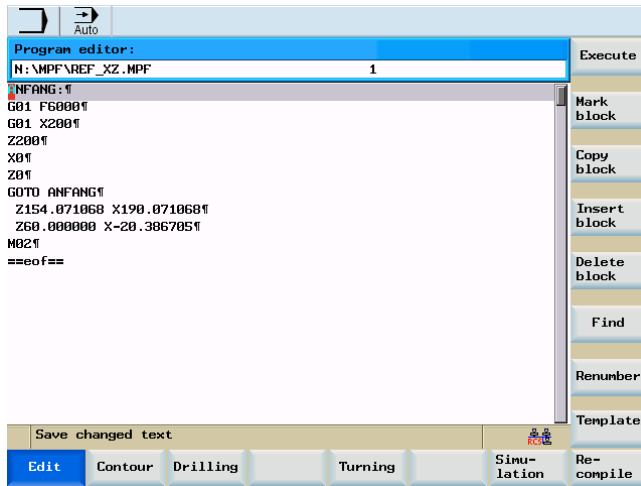 Auto
Program editor:
N:\MPF\REF_XZ.MPF 1
ANFANG:¶
G01 F6000¶
G01 X200¶
Z200¶
X0¶
Z0¶
GOTO ANFANG¶
Z154.071068 X190.071068¶
Z60.000000 X-20.386705¶
M02¶
==eof==
Save changed text
RCS
Execute
Mark
block
Copy
block
Insert
block
Delete
block
Find
Renumber
Template
Edit Contour Drilling Turning Simu-
lation
Re-
compile